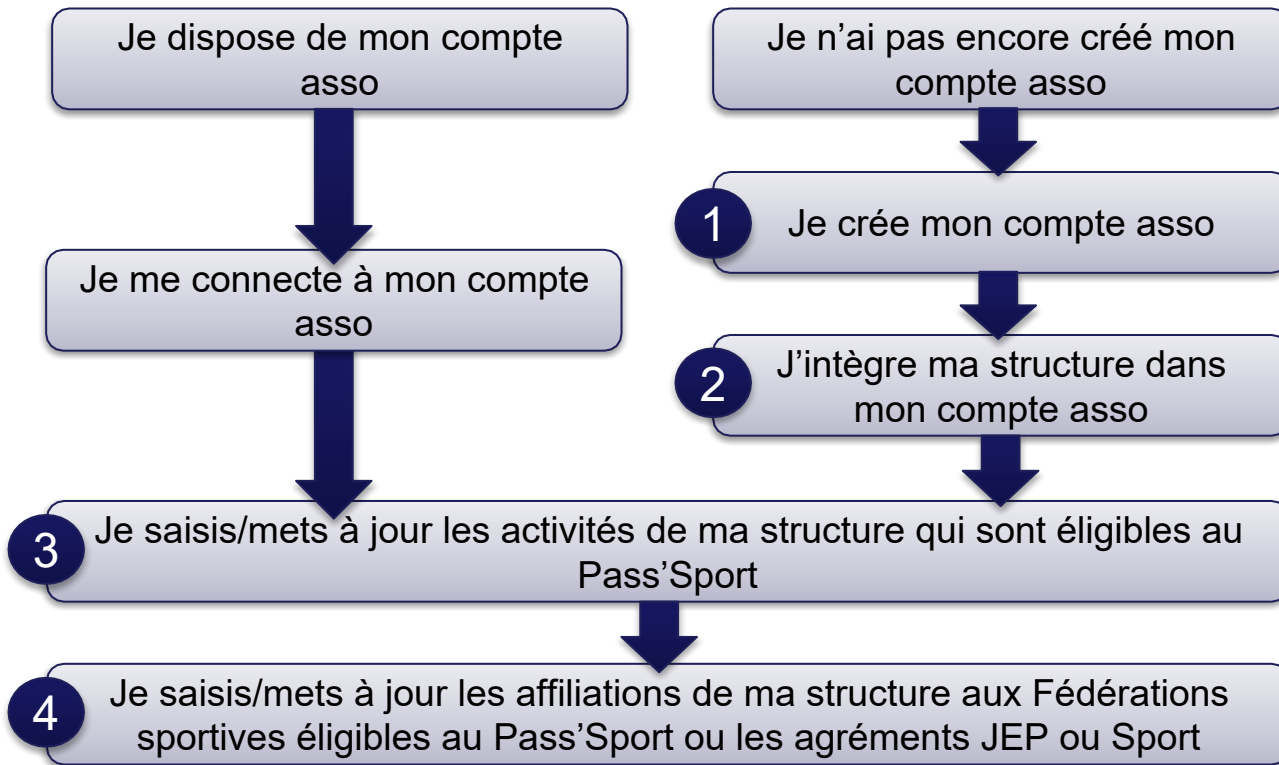 Je dispose de mon compte
asso
Je n'ai pas encore créé mon
compte asso
1
Je crée mon compte asso
Je me connecte à mon compte
asso
2
J'intègre ma structure dans
mon compte asso
3
Je saisis/mets à jour les activités de ma structure qui sont éligibles au
Pass'Sport
4
Je saisis/mets à jour les affiliations de ma structure aux Fédérations
sportives éligibles au Pass'Sport ou les agréments JEP ou Sport